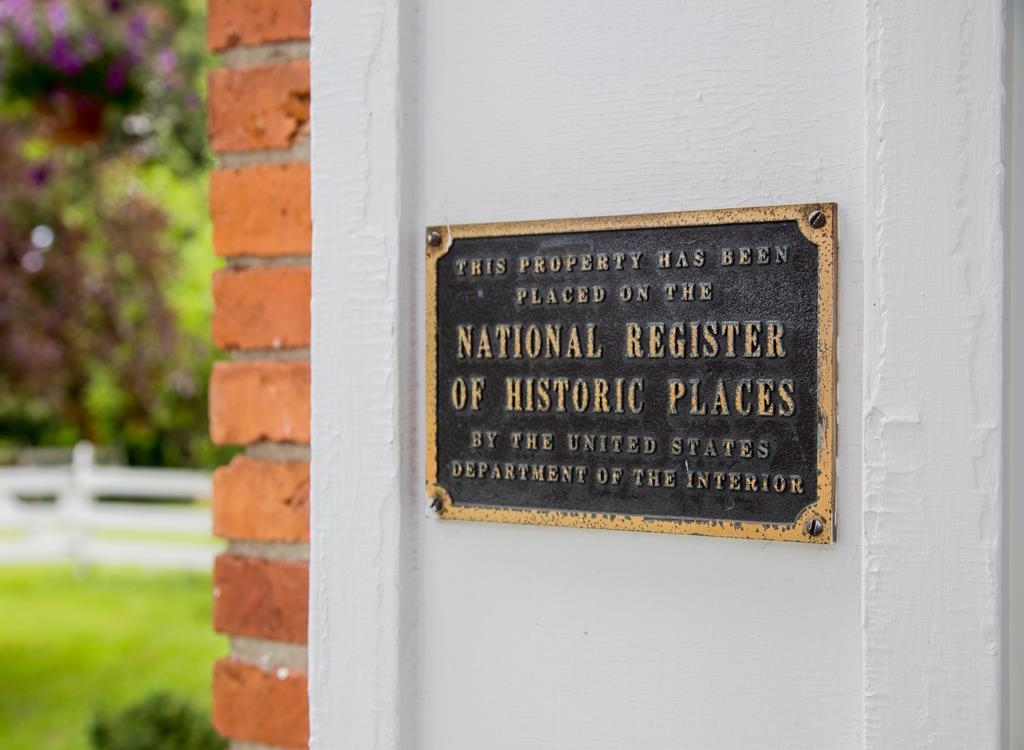 THIS PROPERTY HAS BEEN
PLACED ON THE
NATIONAL REGISTER
OF HISTORIC PLACES
BY THE UNITED STATES
DEPARTMENT OF THE INTERIOR